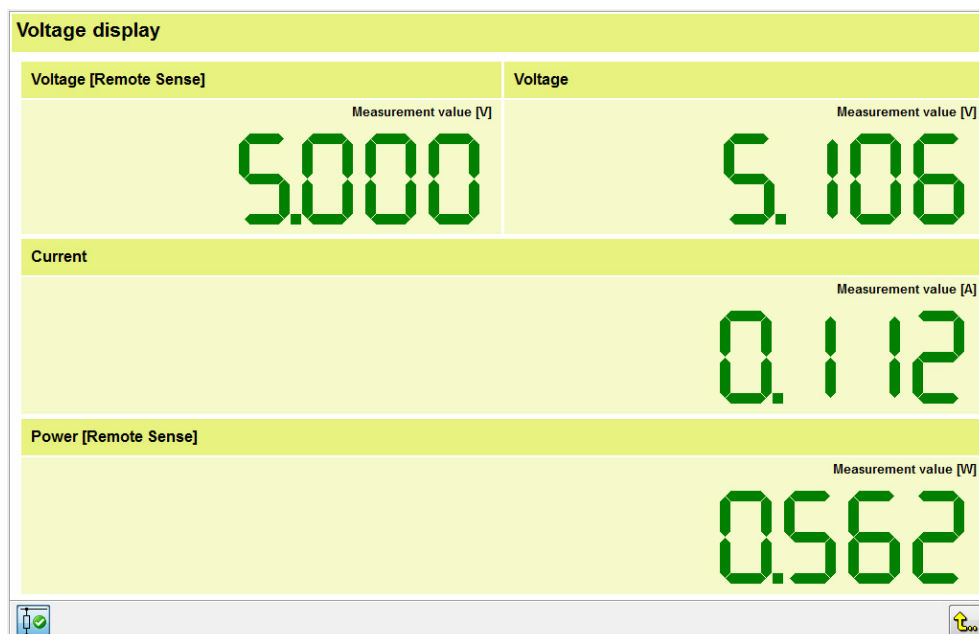 Voltage display
Voltage [Remote Sense] Voltage
Measurement value [V] Measurement value [V]
5.000 5.106
Current
Measurement value [A]
0.112
Power [Remote Sense]
Measurement value [W]
0.562